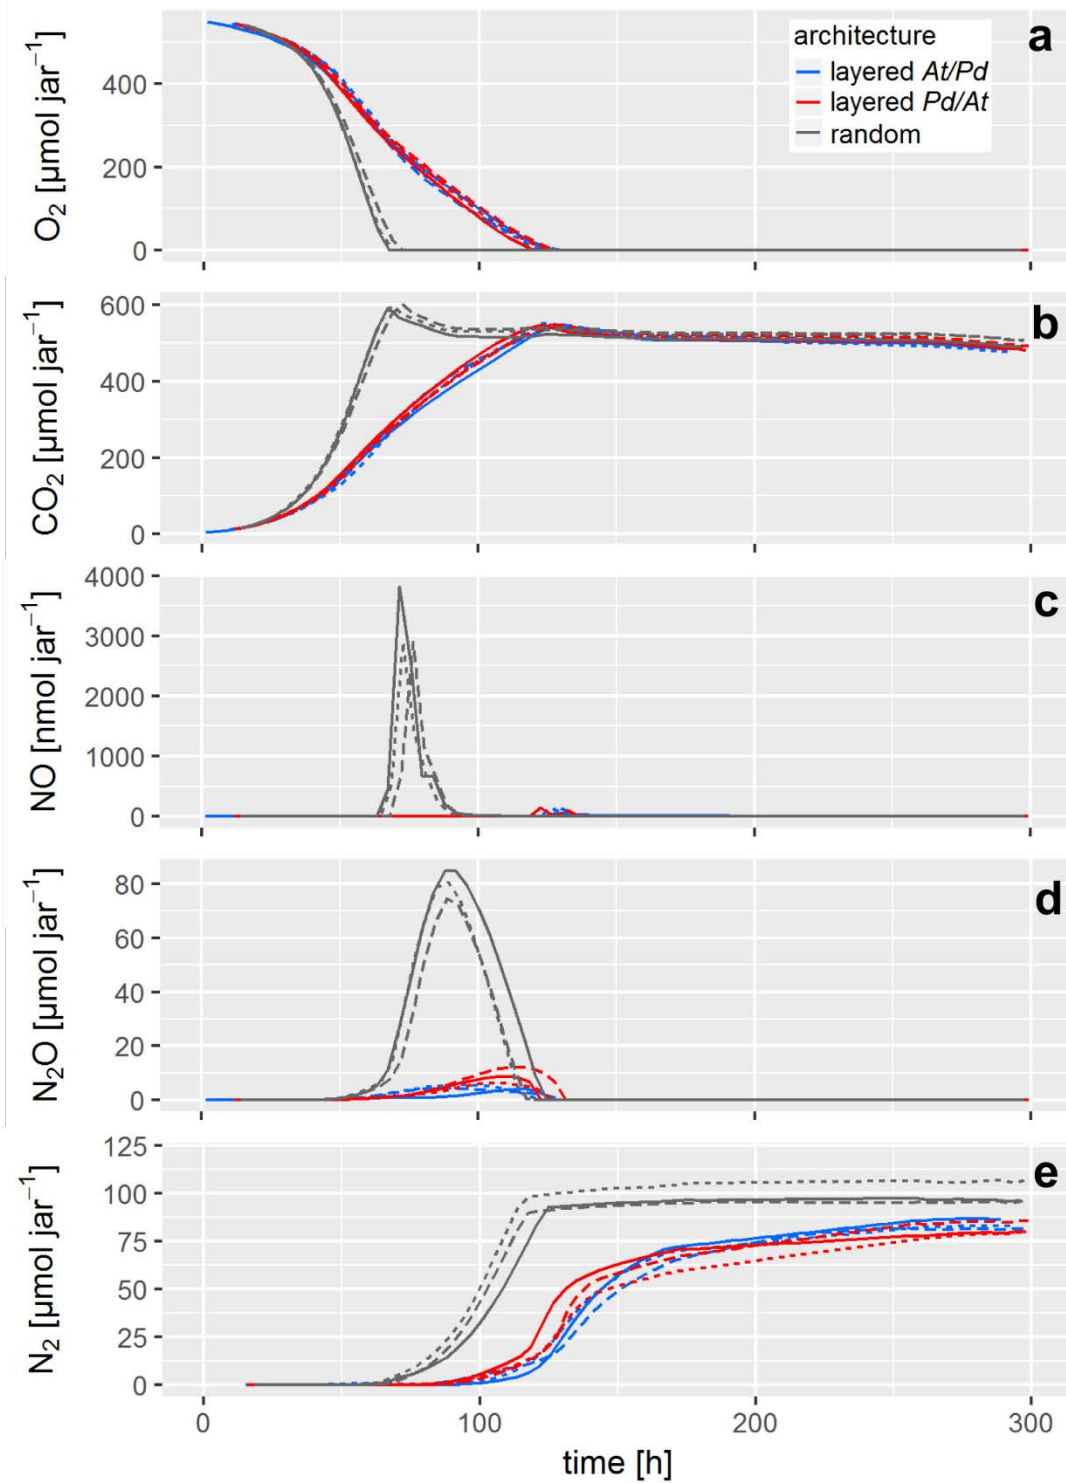 a
architecture
layered At/Pd
layered Pd/At
random
O₂ [µmol jar⁻¹]
400
200
0
b
CO₂ [µmol jar⁻¹]
600
400
200
0
c
NO [nmol jar⁻¹]
4000
3000
2000
1000
0
d
N₂O [µmol jar⁻¹]
80
60
40
20
0
e
N₂ [µmol jar⁻¹]
125
100
75
50
25
0
0 100 200 300
time [h]